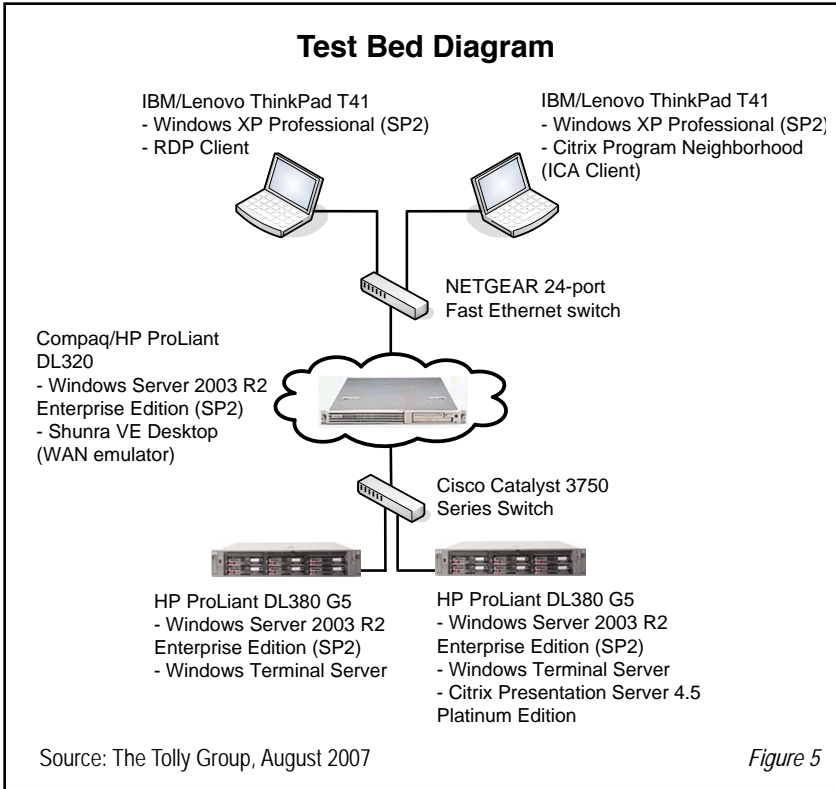 Test Bed Diagram
IBM/Lenovo ThinkPad T41
- Windows XP Professional (SP2)
- RDP Client
IBM/Lenovo ThinkPad T41
- Windows XP Professional (SP2)
- Citrix Program Neighborhood
(ICA Client)
NETGEAR 24-port
Fast Ethernet switch
Compaq/HP ProLiant
DL320
- Windows Server 2003 R2
Enterprise Edition (SP2)
- Shunra VE Desktop
(WAN emulator)
Cisco Catalyst 3750
Series Switch
HP ProLiant DL380 G5
- Windows Server 2003 R2
Enterprise Edition (SP2)
- Windows Terminal Server
HP ProLiant DL380 G5
- Windows Server 2003 R2
Enterprise Edition (SP2)
- Windows Terminal Server
- Citrix Presentation Server 4.5
Platinum Edition
Source: The Tolly Group, August 2007
Figure 5